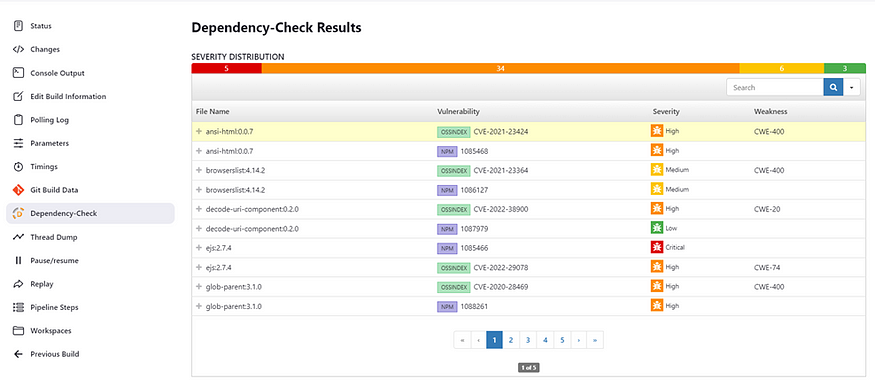 Status
Changes
Console Output
Edit Build Information
Polling Log
Parameters
Timings
Git Build Data
Dependency-Check
Thread Dump
Pause/resume
Replay
Pipeline Steps
Workspaces
Previous Build
Dependency-Check Results
SEVERITY DISTRIBUTION
5 34 6 3
Search
File Name Vulnerability Severity Weakness
ansi-html:0.0.7 OSSINDEX CVE-2021-23424 High CWE-400
ansi-html:0.0.7 NPM 1085468 High
browserslist:4.14.2 OSSINDEX CVE-2021-23364 Medium CWE-400
browserslist:4.14.2 NPM 1086127 Medium
decode-uri-component:0.2.0 OSSINDEX CVE-2022-38900 High CWE-20
decode-uri-component:0.2.0 NPM 1087979 Low
ejs:2.7.4 NPM 1085466 Critical
ejs:2.7.4 OSSINDEX CVE-2022-29078 High CWE-74
glob-parent:3.1.0 OSSINDEX CVE-2020-28469 High CWE-400
glob-parent:3.1.0 NPM 1088261 High
« ‹ 1 2 3 4 5 › »
1 of 5